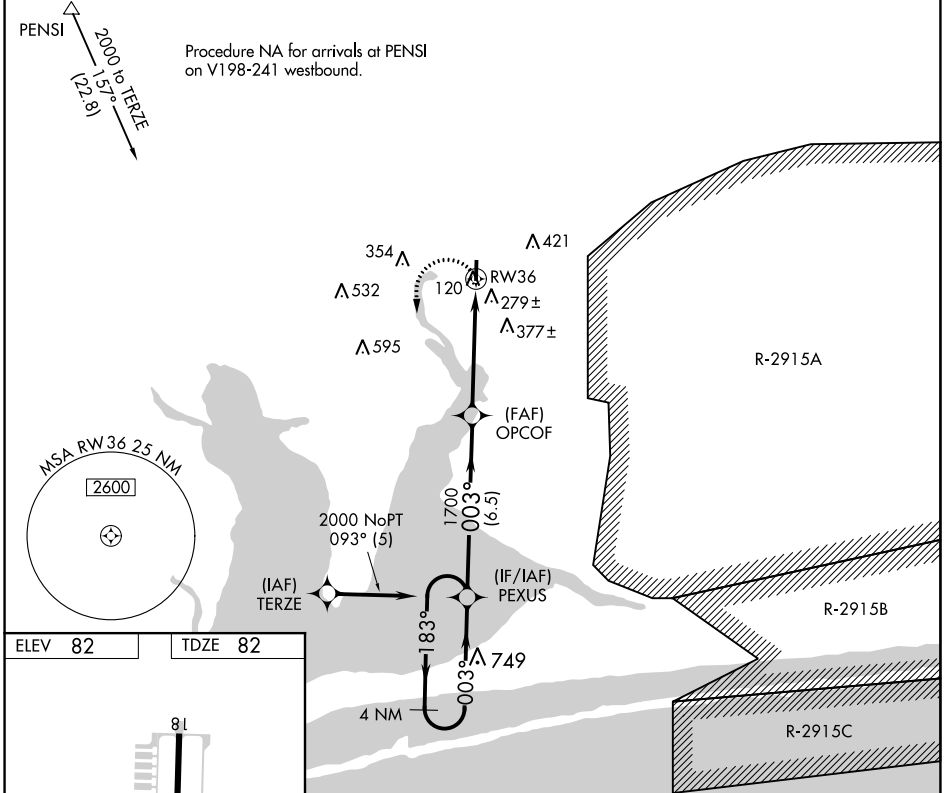 PENSI
2000 to TERZE
157°
(22.8)
Procedure NA for arrivals at PENSI
on V198-241 westbound.
421
354
RW36
120
532
279±
377±
595
R-2915A
(FAF)
OPCOF
MSA RW36 25 NM
2600
1700
003°
(6.5)
2000 NoPT
093° (5)
(IAF)
TERZE
(IF/IAF)
PEXUS
R-2915B
183°
003°
749
4 NM
R-2915C
ELEV 82
TDZE 82
18